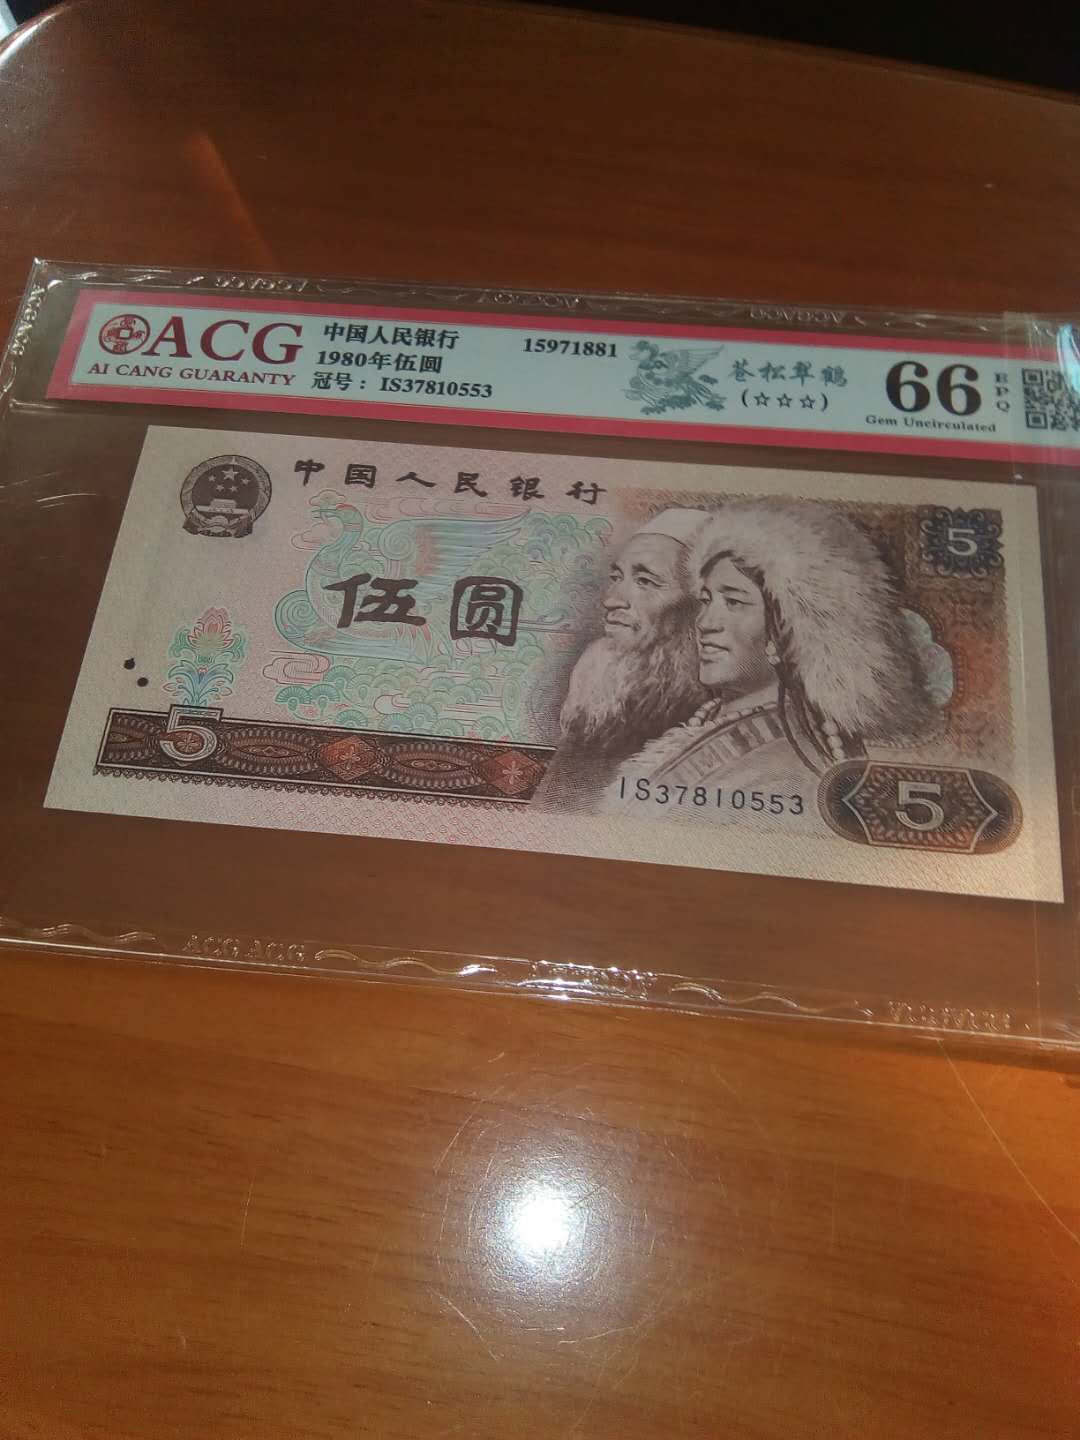 ACG
AI CANG GUARANTY
中国人民银行
1980年伍圆
冠号：IS37810553
15971881
苍松翠鹤
(☆☆☆)
66
EPQ
Gem Uncirculated
中国人民银行
伍圆
5
5
IS37810553
5
ACG ACG